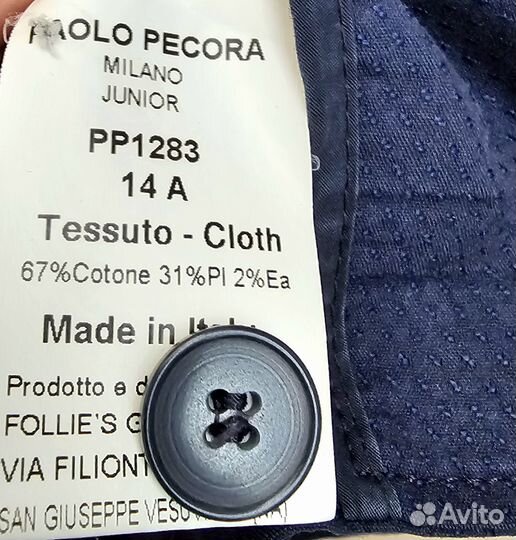 PAOLO PECORA
MILANO
JUNIOR
PP1283
14 A
Tessuto - Cloth
67%Cotone 31%Pl 2%Ea
Made in
Prodotto e
FOLLIE'S
VIA
SAN GIUSEPPE
Avito